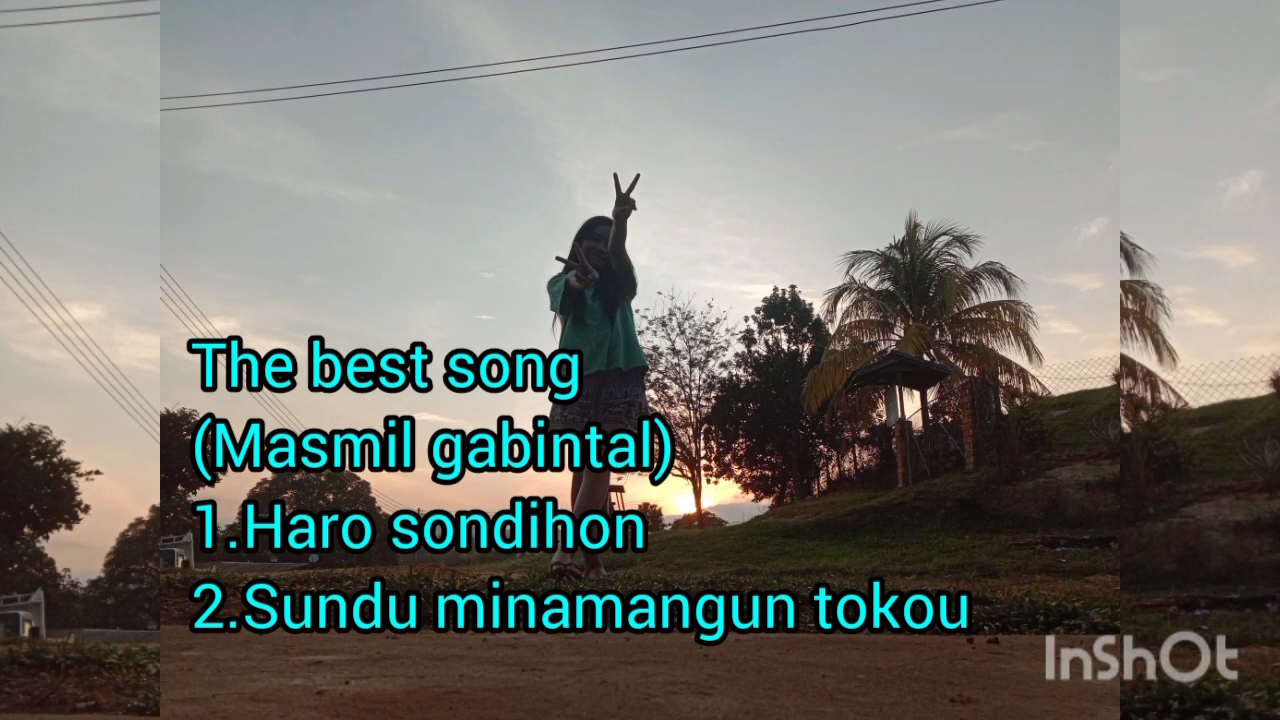 The best song
(Masmil gabintal)
1.Haro sondihon
2.Sundu minamangun tokou
InShOt